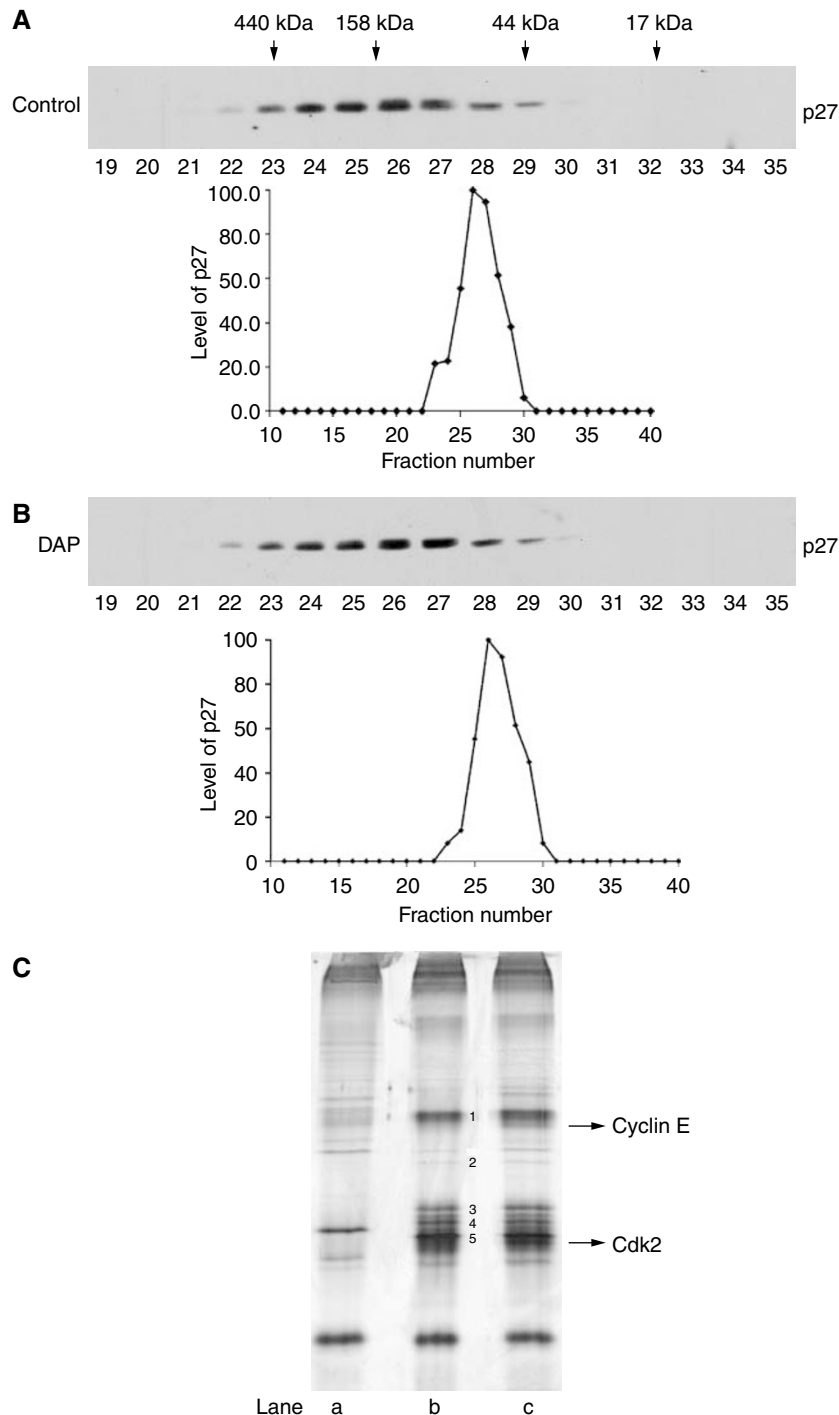 A
440 kDa 158 kDa 44 kDa 17 kDa
Control p27
19 20 21 22 23 24 25 26 27 28 29 30 31 32 33 34 35
100.0
80.0
50.0
40.0
20.0
0.0
Level of p27
10 15 20 25 30 35 40
Fraction number
B
DAP p27
19 20 21 22 23 24 25 26 27 28 29 30 31 32 33 34 35
100
80
50
40
20
0
Level of p27
10 15 20 25 30 35 40
Fraction number
C
1
Cyclin E
2
3
4
5
Cdk2
Lane a b c